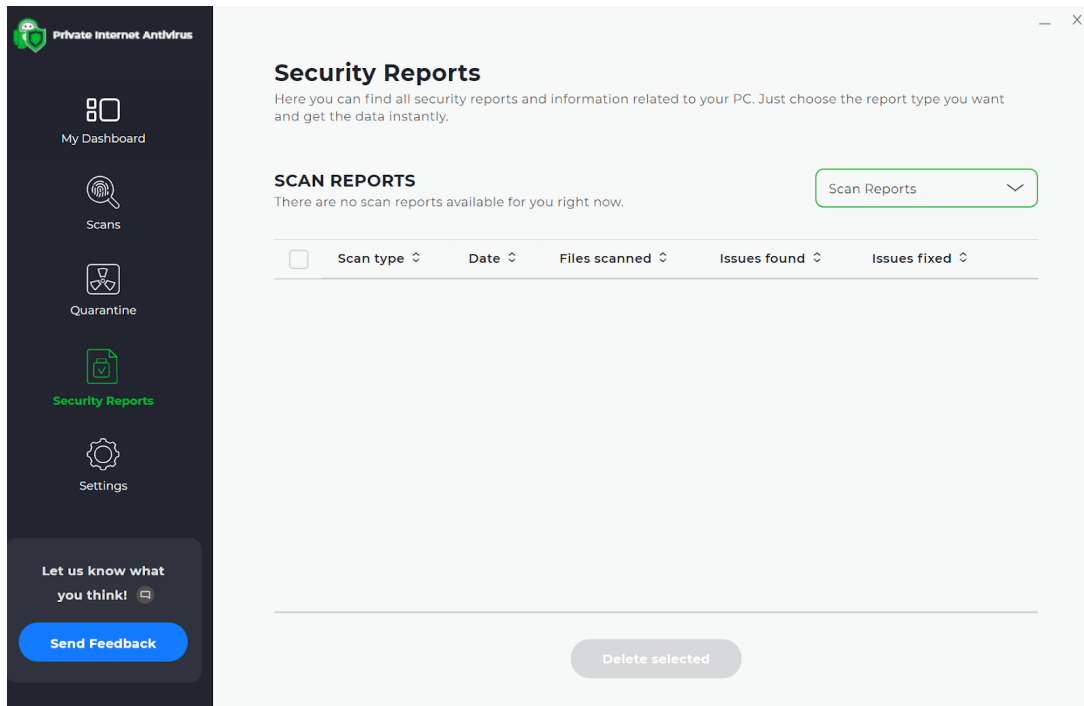 Private Internet Antivirus
My Dashboard
Scans
Quarantine
Security Reports
Settings
Let us know what
you think!
Send Feedback
Security Reports
Here you can find all security reports and information related to your PC. Just choose the report type you want
and get the data instantly.
SCAN REPORTS
There are no scan reports available for you right now.
Scan Reports
Scan type Date Files scanned Issues found Issues fixed
Delete selected